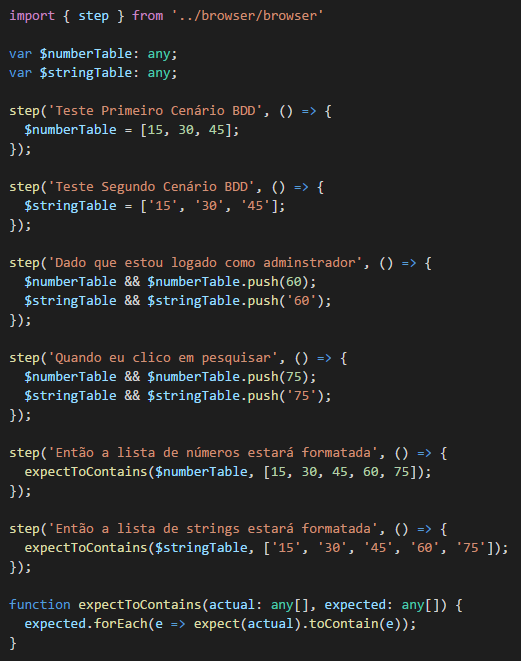 import { step } from '../browser/browser'
var $numberTable: any;
var $stringTable: any;
step('Teste Primeiro Cenário BDD', () => {
  $numberTable = [15, 30, 45];
});
step('Teste Segundo Cenário BDD', () => {
  $stringTable = ['15', '30', '45'];
});
step('Dado que estou logado como adminstrador', () => {
  $numberTable && $numberTable.push(60);
  $stringTable && $stringTable.push('60');
});
step('Quando eu clico em pesquisar', () => {
  $numberTable && $numberTable.push(75);
  $stringTable && $stringTable.push('75');
});
step('Então a lista de números estará formatada', () => {
  expectToContains($numberTable, [15, 30, 45, 60, 75]);
});
step('Então a lista de strings estará formatada', () => {
  expectToContains($stringTable, ['15', '30', '45', '60', '75']);
});
function expectToContains(actual: any[], expected: any[]) {
  expected.forEach(e => expect(actual).toContain(e));
}